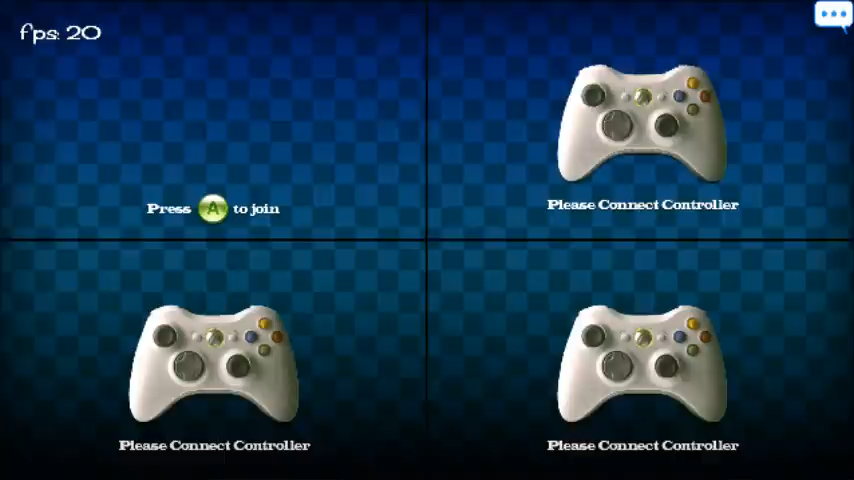 fps: 20
Press A to join
Please Connect Controller
Please Connect Controller
Please Connect Controller